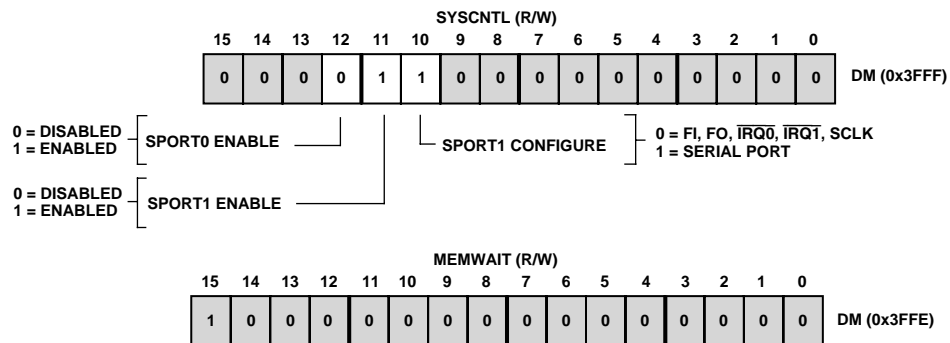 SYSCNTL (R/W)
15 14 13 12 11 10 9 8 7 6 5 4 3 2 1 0
0 0 0 0 1 1 0 0 0 0 0 0 0 0 0 0 DM (0x3FFF)
0 = DISABLED
1 = ENABLED
SPORT0 ENABLE
SPORT1 CONFIGURE
0 = FI, FO, IRQ0, IRQ1, SCLK
1 = SERIAL PORT
0 = DISABLED
1 = ENABLED
SPORT1 ENABLE
MEMWAIT (R/W)
15 14 13 12 11 10 9 8 7 6 5 4 3 2 1 0
1 0 0 0 0 0 0 0 0 0 0 0 0 0 0 0 DM (0x3FFE)